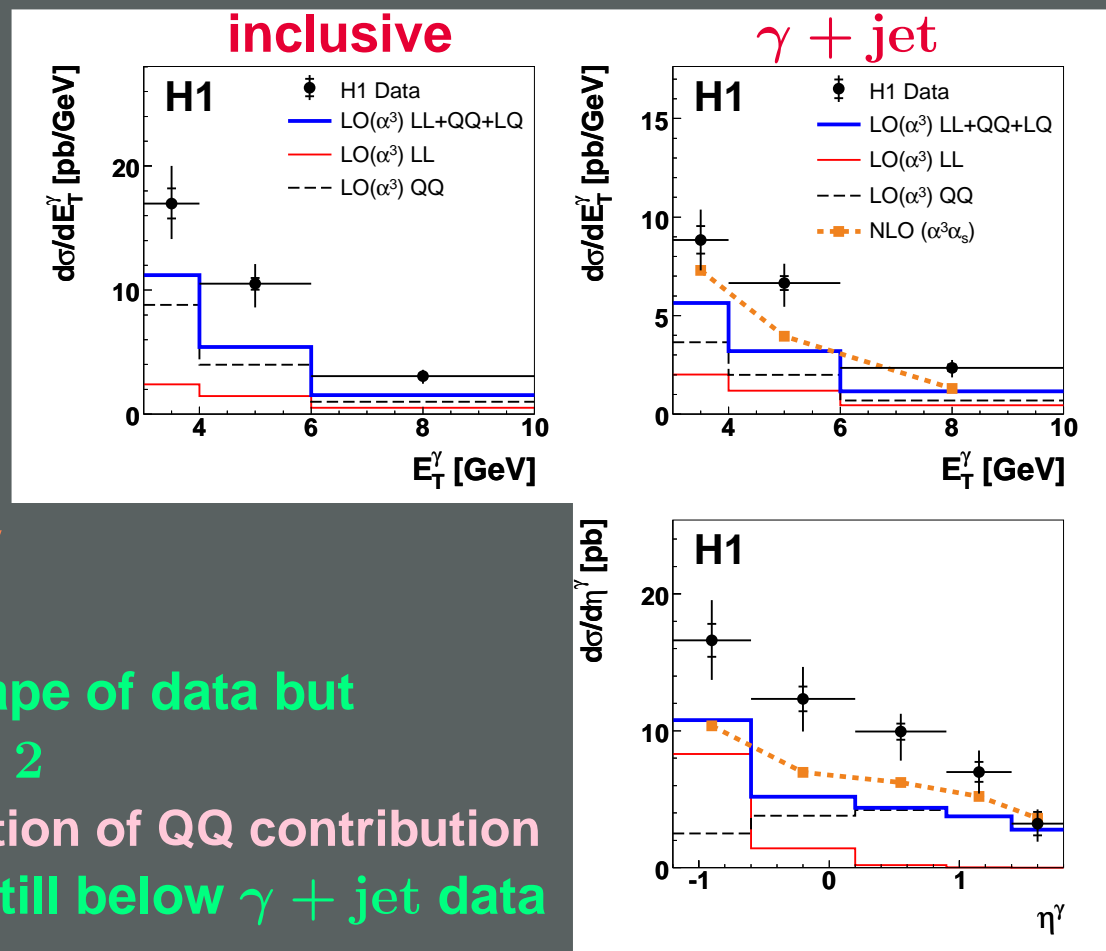 inclusive
γ + jet
H1
H1 Data
LO(α³) LL+QQ+LQ
LO(α³) LL
LO(α³) QQ
dσ/dE_T^γ [pb/GeV]
20
10
0
4 6 8 10
E_T^γ [GeV]
H1
H1 Data
LO(α³) LL+QQ+LQ
LO(α³) LL
LO(α³) QQ
NLO (α³α_s)
dσ/dE_T^γ [pb/GeV]
15
10
5
0
4 6 8 10
E_T^γ [GeV]
H1
dσ/dη^γ [pb]
20
10
0
-1 0 1
η^γ
ape of data but
2
tion of QQ contribution
till below γ + jet data